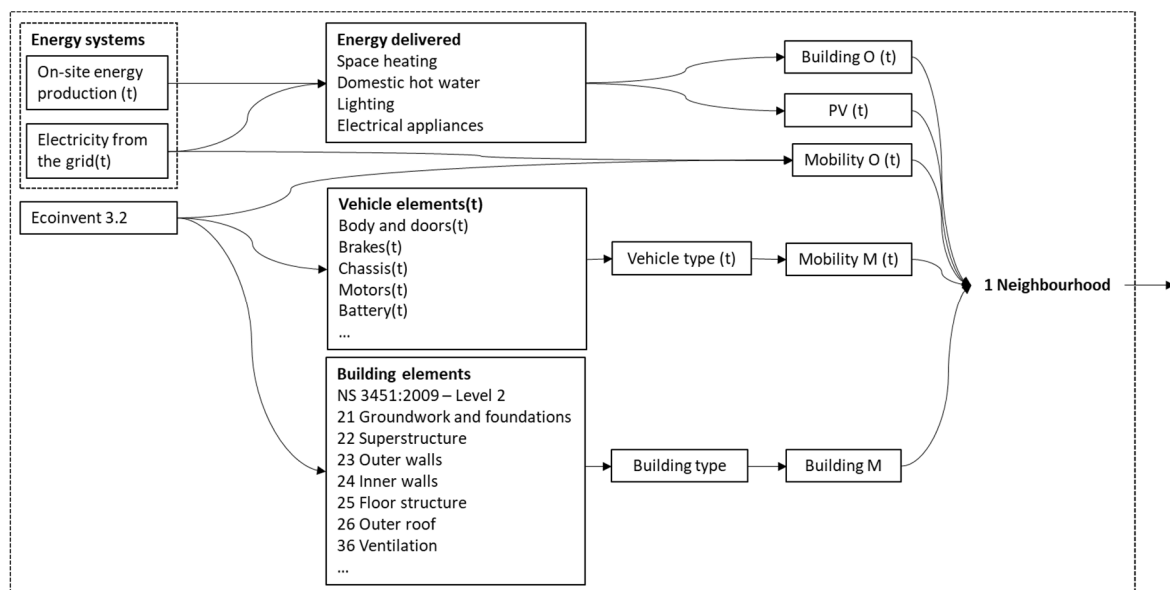 Energy systems
On-site energy
production (t)
Electricity from
the grid(t)
Ecoinvent 3.2
Energy delivered
Space heating
Domestic hot water
Lighting
Electrical appliances
Vehicle elements(t)
Body and doors(t)
Brakes(t)
Chassis(t)
Motors(t)
Battery(t)
...
Building elements
NS 3451:2009 – Level 2
21 Groundwork and foundations
22 Superstructure
23 Outer walls
24 Inner walls
25 Floor structure
26 Outer roof
36 Ventilation
...
Vehicle type (t)
Building type
Building O (t)
PV (t)
Mobility O (t)
Mobility M (t)
Building M
1 Neighbourhood